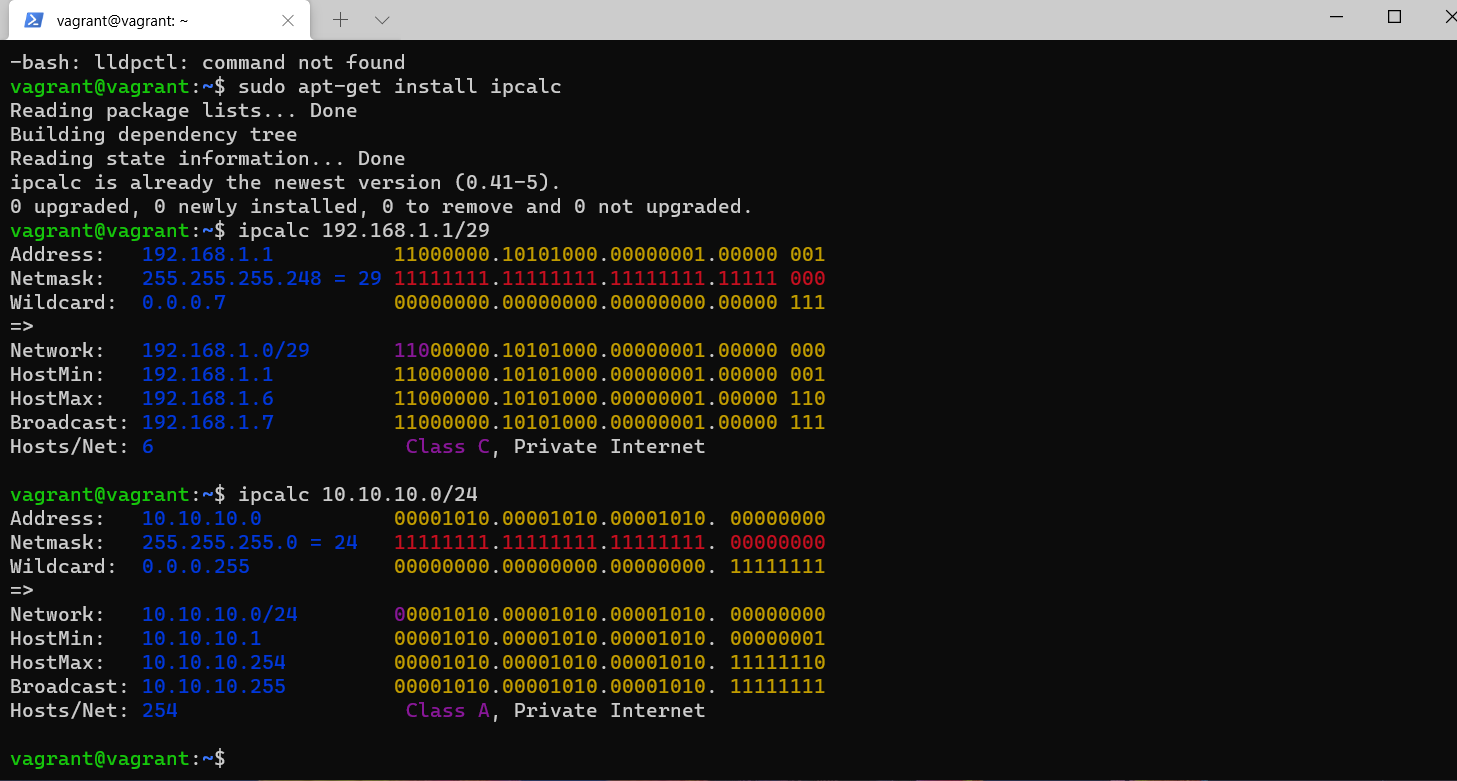 vagrant@vagrant: ~
-bash: lldpctl: command not found
vagrant@vagrant:~$ sudo apt-get install ipcalc
Reading package lists... Done
Building dependency tree
Reading state information... Done
ipcalc is already the newest version (0.41-5).
0 upgraded, 0 newly installed, 0 to remove and 0 not upgraded.
vagrant@vagrant:~$ ipcalc 192.168.1.1/29
Address:   192.168.1.1          11000000.10101000.00000001.00000 001
Netmask:   255.255.255.248 = 29 11111111.11111111.11111111.11111 000
Wildcard:  0.0.0.7              00000000.00000000.00000000.00000 111
=>
Network:   192.168.1.0/29       11000000.10101000.00000001.00000 000
HostMin:   192.168.1.1          11000000.10101000.00000001.00000 001
HostMax:   192.168.1.6          11000000.10101000.00000001.00000 110
Broadcast: 192.168.1.7          11000000.10101000.00000001.00000 111
Hosts/Net: 6                     Class C, Private Internet
vagrant@vagrant:~$ ipcalc 10.10.10.0/24
Address:   10.10.10.0           00001010.00001010.00001010. 00000000
Netmask:   255.255.255.0 = 24   11111111.11111111.11111111. 00000000
Wildcard:  0.0.0.255            00000000.00000000.00000000. 11111111
=>
Network:   10.10.10.0/24        00001010.00001010.00001010. 00000000
HostMin:   10.10.10.1           00001010.00001010.00001010. 00000001
HostMax:   10.10.10.254         00001010.00001010.00001010. 11111110
Broadcast: 10.10.10.255         00001010.00001010.00001010. 11111111
Hosts/Net: 254                   Class A, Private Internet
vagrant@vagrant:~$